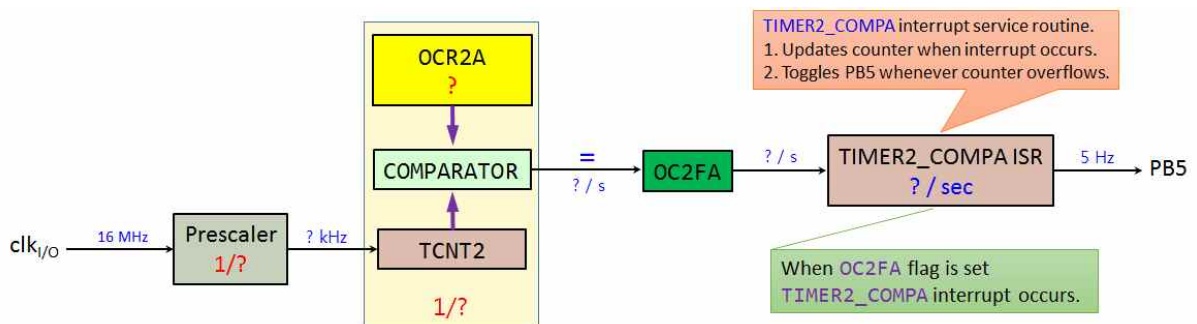 TIMER2_COMPA interrupt service routine.
1. Updates counter when interrupt occurs.
2. Toggles PB5 whenever counter overflows.
OCR2A
?
COMPARATOR
=
? / s
OC2FA
? / s
TIMER2_COMPA ISR
? / sec
5 Hz
PB5
clkI/O
16 MHz
Prescaler
1/?
? kHz
TCNT2
1/?
When OC2FA flag is set
TIMER2_COMPA interrupt occurs.